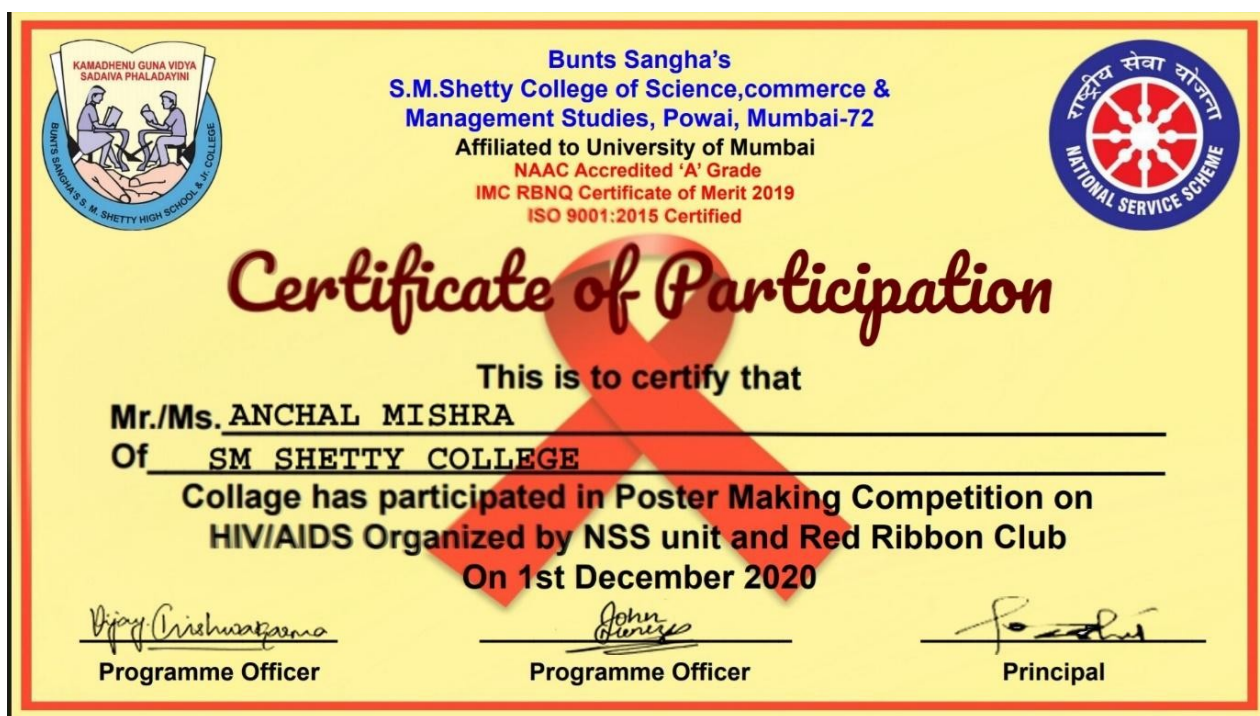 KAMADHENU GUNA VIDYA
SADAIVA PHALADAYINI
BUNTS SANGHA'S S. M. SHETTY HIGH SCHOOL & Jr. COLLEGE
Bunts Sangha's
S.M.Shetty College of Science,commerce &
Management Studies, Powai, Mumbai-72
Affiliated to University of Mumbai
NAAC Accredited 'A' Grade
IMC RBNQ Certificate of Merit 2019
ISO 9001:2015 Certified
राष्ट्रीय सेवा योजना
NATIONAL SERVICE SCHEME
Certificate of Participation
This is to certify that
Mr./Ms. ANCHAL MISHRA
Of SM SHETTY COLLEGE
Collage has participated in Poster Making Competition on
HIV/AIDS Organized by NSS unit and Red Ribbon Club
On 1st December 2020
Vijay John
Programme Officer Programme Officer Principal